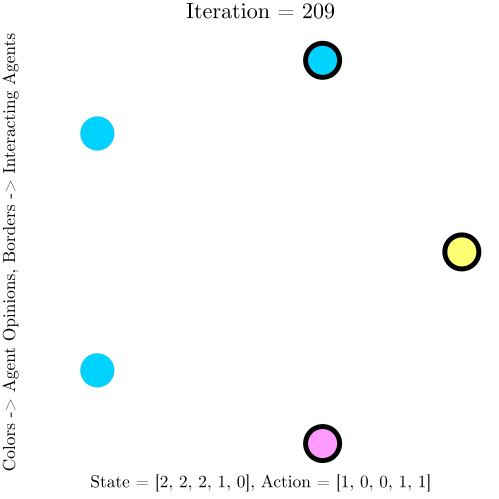 Iteration = 209
Colors -> Agent Opinions, Borders -> Interacting Agents
State = [2, 2, 2, 1, 0], Action = [1, 0, 0, 1, 1]